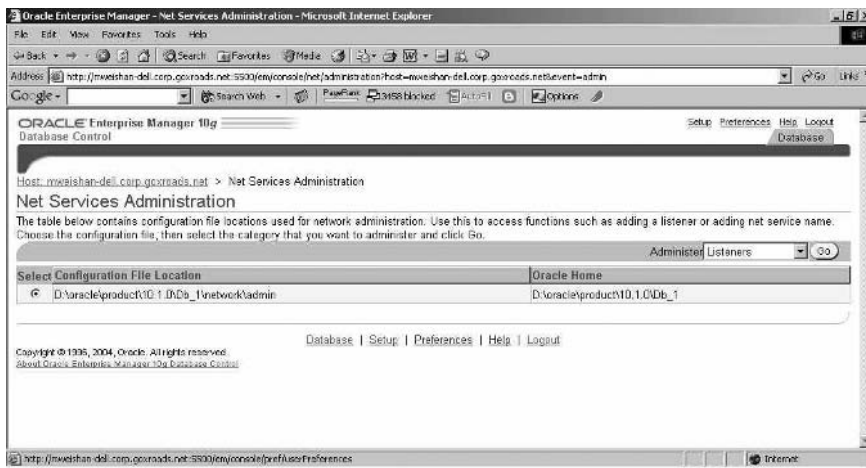 Oracle Enterprise Manager - Net Services Administration - Microsoft Internet Explorer
File Edit View Favorites Tools Help
Back Search Favorites Media
Address http://mweishan-dell.corp.goxroads.net:5500/em/console/net/administration?host=mweishan-dell.corp.goxroads.net&event=admin Go Links
Google - Search Web PageRank 3458 blocked AutoFill Options
ORACLE Enterprise Manager 10g
Database Control
Setup Preferences Help Logout
Database
Host: mweishan-dell.corp.goxroads.net > Net Services Administration
Net Services Administration
The table below contains configuration file locations used for network administration. Use this to access functions such as adding a listener or adding net service name.
Choose the configuration file, then select the category that you want to administer and click Go.
Administer Listeners Go
Select Configuration File Location Oracle Home
D:\oracle\product\10.1.0\Db_1\network\admin D:\oracle\product\10.1.0\Db_1
Database | Setup | Preferences | Help | Logout
Copyright © 1996, 2004, Oracle. All rights reserved.
About Oracle Enterprise Manager 10g Database Control
http://mweishan-dell.corp.goxroads.net:5500/em/console/pref/userPreferences Internet